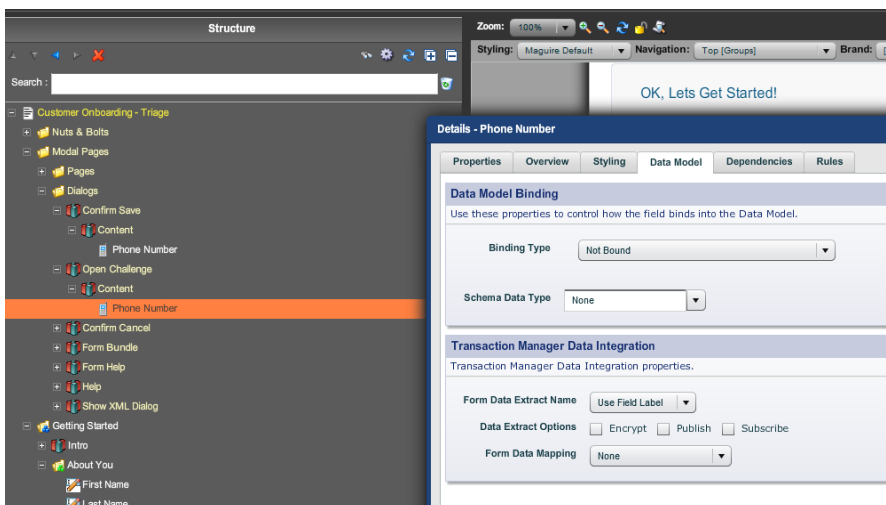 Structure
Search :
Customer Onboarding - Triage
Nuts & Bolts
Modal Pages
Pages
Dialogs
Confirm Save
Content
Phone Number
Open Challenge
Content
Phone Number
Confirm Cancel
Form Bundle
Form Help
Help
Show XML Dialog
Getting Started
Intro
About You
First Name
Last Name
Zoom: 100%
Styling: Maguire Default Navigation: Top [Groups] Brand:
OK, Lets Get Started!
Details - Phone Number
Properties Overview Styling Data Model Dependencies Rules
Data Model Binding
Use these properties to control how the field binds into the Data Model.
Binding Type Not Bound
Schema Data Type None
Transaction Manager Data Integration
Transaction Manager Data Integration properties.
Form Data Extract Name Use Field Label
Data Extract Options Encrypt Publish Subscribe
Form Data Mapping None